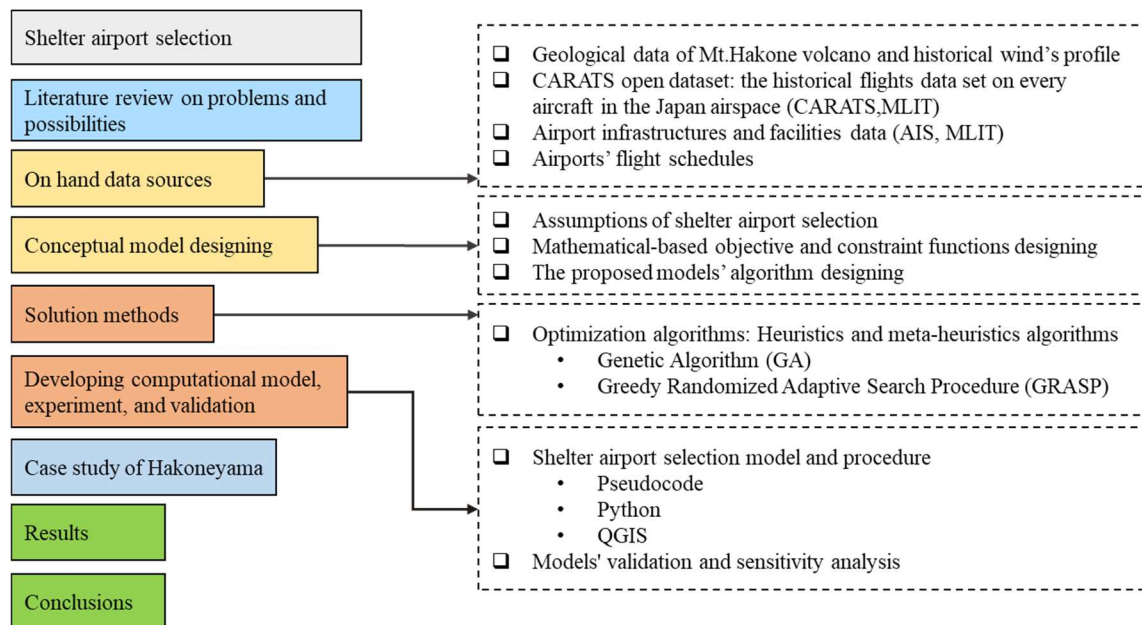 Shelter airport selection
Literature review on problems and
possibilities
On hand data sources
Conceptual model designing
Solution methods
Developing computational model,
experiment, and validation
Case study of Hakoneyama
Results
Conclusions
❑ Geological data of Mt.Hakone volcano and historical wind’s profile
❑ CARATS open dataset: the historical flights data set on every
aircraft in the Japan airspace (CARATS,MLIT)
❑ Airport infrastructures and facilities data (AIS, MLIT)
❑ Airports’ flight schedules
❑ Assumptions of shelter airport selection
❑ Mathematical-based objective and constraint functions designing
❑ The proposed models’ algorithm designing
❑ Optimization algorithms: Heuristics and meta-heuristics algorithms
• Genetic Algorithm (GA)
• Greedy Randomized Adaptive Search Procedure (GRASP)
❑ Shelter airport selection model and procedure
• Pseudocode
• Python
• QGIS
❑ Models' validation and sensitivity analysis